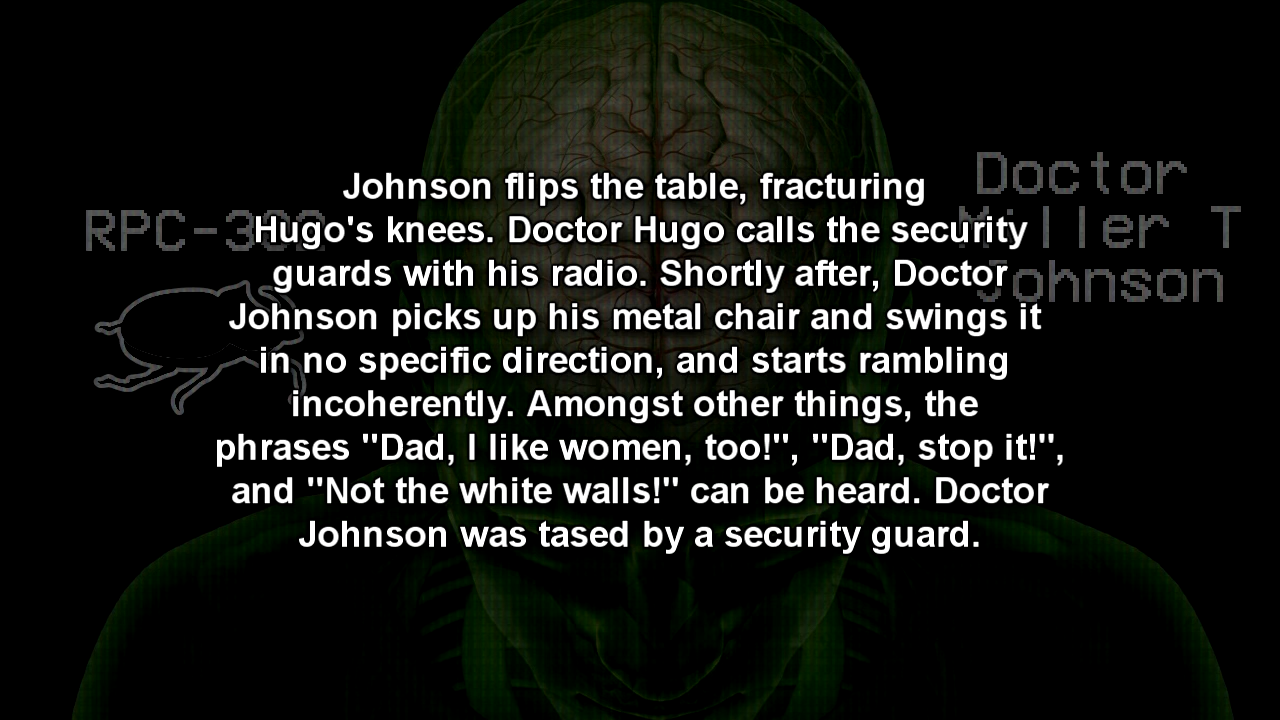 Johnson flips the table, fracturing
Hugo's knees. Doctor Hugo calls the security
guards with his radio. Shortly after, Doctor
Johnson picks up his metal chair and swings it
in no specific direction, and starts rambling
incoherently. Amongst other things, the
phrases "Dad, I like women, too!", "Dad, stop it!",
and "Not the white walls!" can be heard. Doctor
Johnson was tased by a security guard.
Doctor
Miller T
Johnson